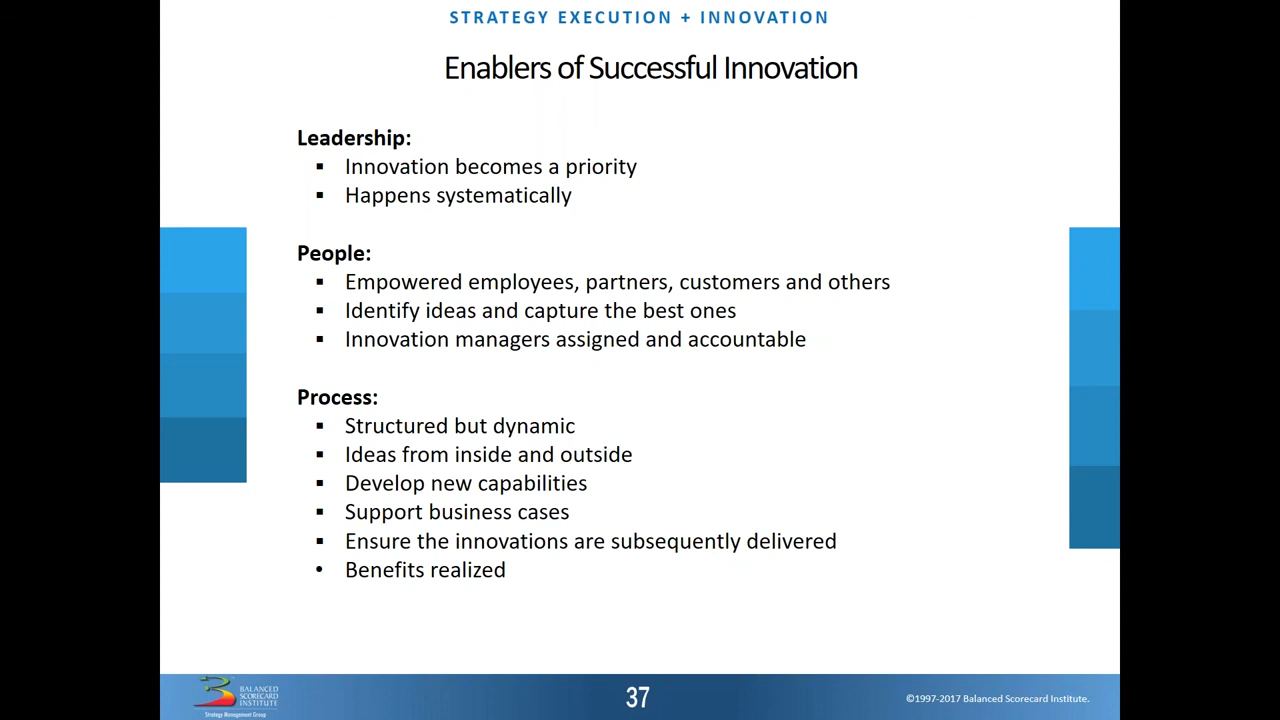 STRATEGY EXECUTION + INNOVATION
Enablers of Successful Innovation
Leadership:
▪ Innovation becomes a priority
▪ Happens systematically
People:
▪ Empowered employees, partners, customers and others
▪ Identify ideas and capture the best ones
▪ Innovation managers assigned and accountable
Process:
▪ Structured but dynamic
▪ Ideas from inside and outside
▪ Develop new capabilities
▪ Support business cases
▪ Ensure the innovations are subsequently delivered
• Benefits realized
BALANCED
SCORECARD
INSTITUTE
Strategy Management Group
37
©1997-2017 Balanced Scorecard Institute.